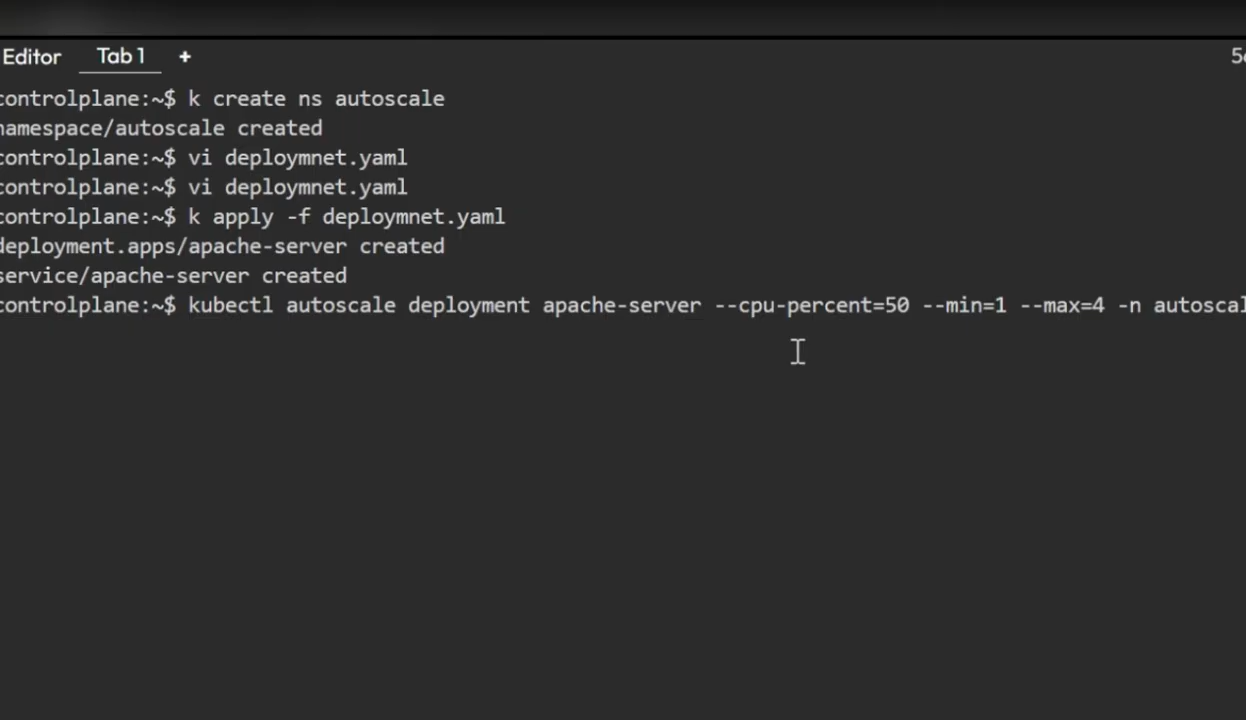 Editor Tab 1 +
controlplane:~$ k create ns autoscale
namespace/autoscale created
controlplane:~$ vi deploymnet.yaml
controlplane:~$ vi deploymnet.yaml
controlplane:~$ k apply -f deploymnet.yaml
deployment.apps/apache-server created
service/apache-server created
controlplane:~$ kubectl autoscale deployment apache-server --cpu-percent=50 --min=1 --max=4 -n autoscal